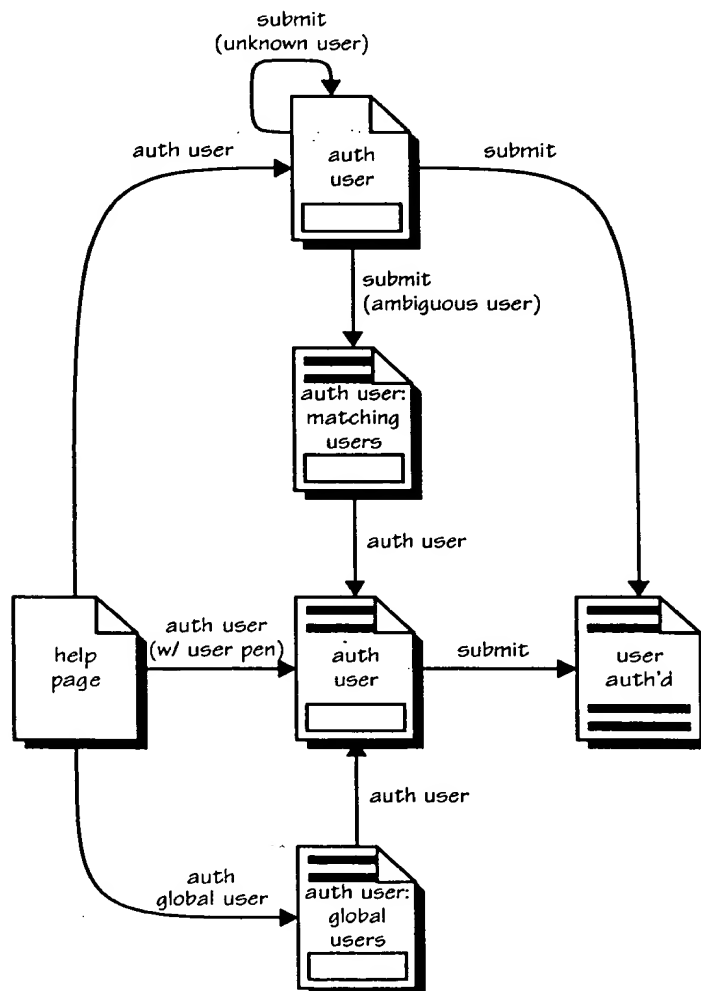 submit
(unknown user)
auth user
auth
user
submit
submit
(ambiguous user)
auth user:
matching
users
auth user
help
page
auth user
(w/ user pen)
auth
user
submit
user
auth'd
auth user
auth
global user
auth user:
global
users